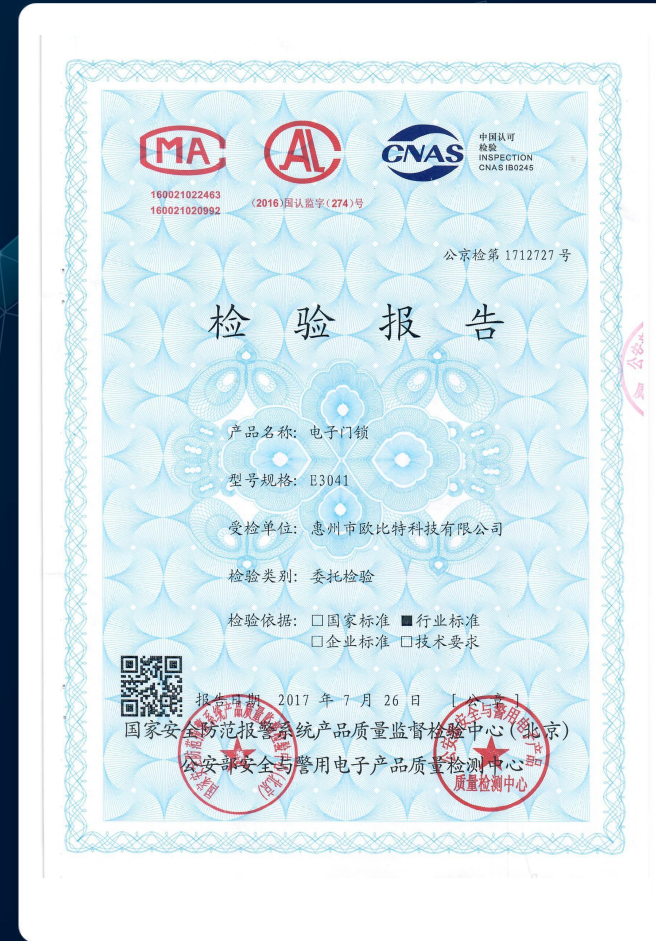 MA
AL
CNAS
中国认可
检验
INSPECTION
CNAS IB0245
160021022463
160021020992
(2016)国认监字(274)号
公京检第 1712727 号
检 验 报 告
产品名称: 电子门锁
型号规格: E3041
受检单位: 惠州市欧比特科技有限公司
检验类别: 委托检验
检验依据: □国家标准 ■行业标准
□企业标准 □技术要求
报告日期 2017 年 7 月 26 日 [公 章]
国家安全防范报警系统产品质量监督检验中心(北京)
公安部安全与警用电子产品质量检测中心
质量检测中心